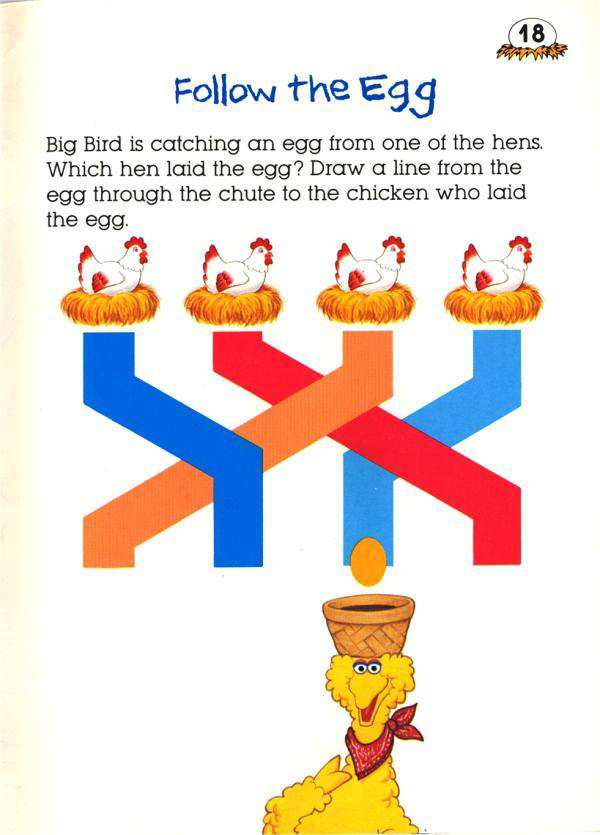 18
Follow the Egg
Big Bird is catching an egg from one of the hens.
Which hen laid the egg? Draw a line from the
egg through the chute to the chicken who laid
the egg.